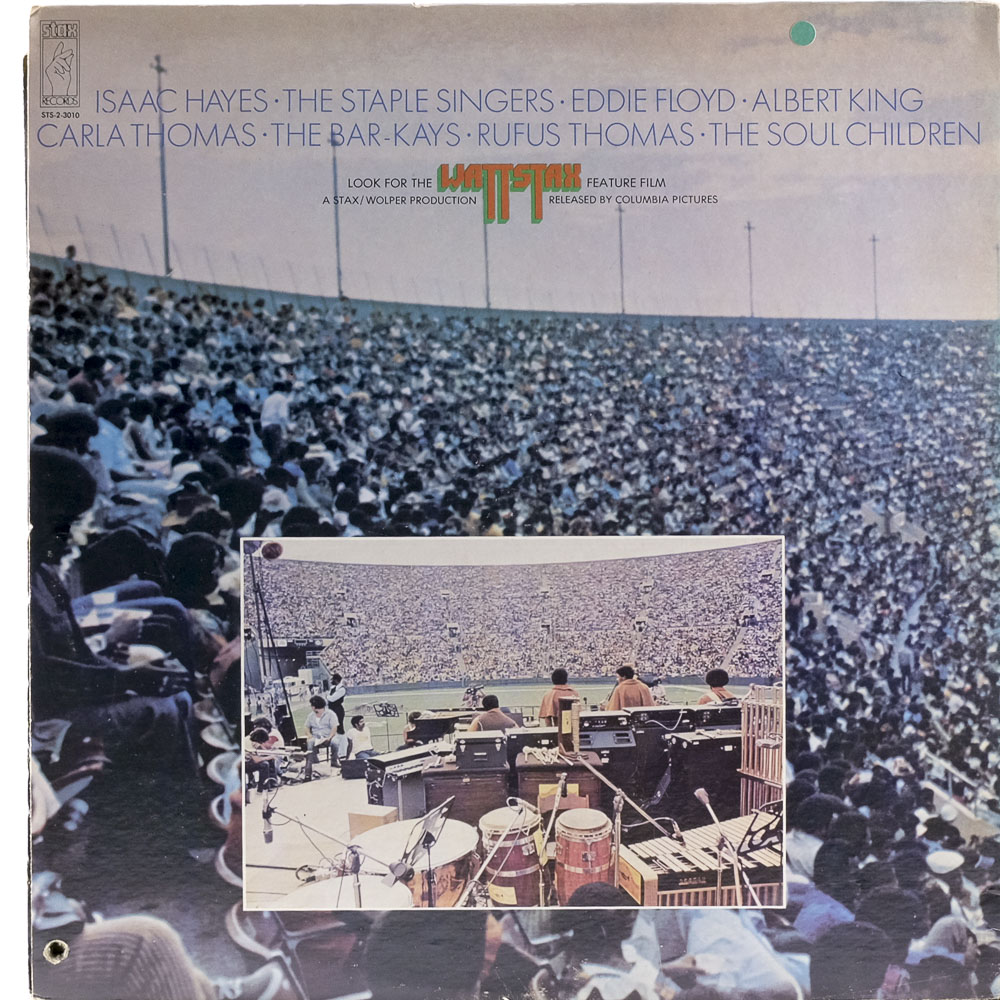 stax
RECORDS
STS-2-3010
ISAAC HAYES · THE STAPLE SINGERS · EDDIE FLOYD · ALBERT KING
CARLA THOMAS · THE BAR-KAYS · RUFUS THOMAS · THE SOUL CHILDREN
LOOK FOR THE WATTSTAX FEATURE FILM
A STAX/WOLPER PRODUCTION RELEASED BY COLUMBIA PICTURES